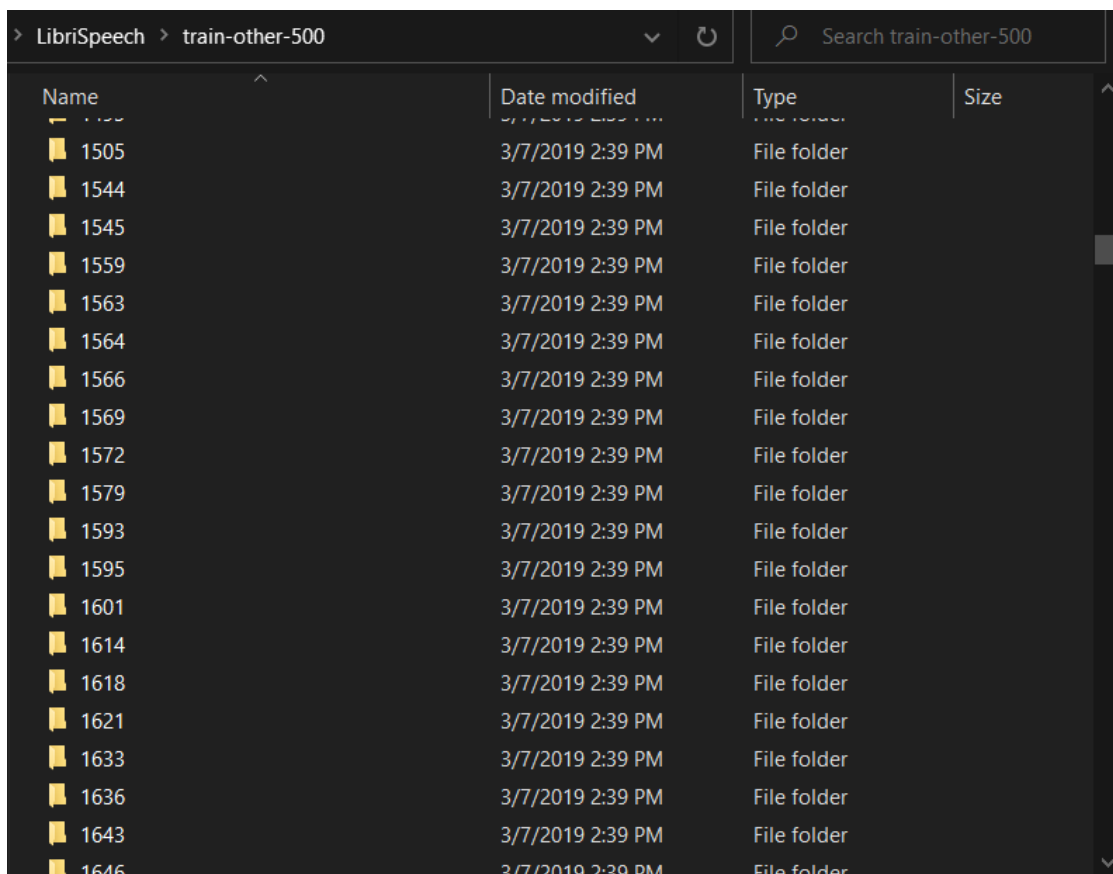 > LibriSpeech > train-other-500 Search train-other-500
Name Date modified Type Size
1505 3/7/2019 2:39 PM File folder
1544 3/7/2019 2:39 PM File folder
1545 3/7/2019 2:39 PM File folder
1559 3/7/2019 2:39 PM File folder
1563 3/7/2019 2:39 PM File folder
1564 3/7/2019 2:39 PM File folder
1566 3/7/2019 2:39 PM File folder
1569 3/7/2019 2:39 PM File folder
1572 3/7/2019 2:39 PM File folder
1579 3/7/2019 2:39 PM File folder
1593 3/7/2019 2:39 PM File folder
1595 3/7/2019 2:39 PM File folder
1601 3/7/2019 2:39 PM File folder
1614 3/7/2019 2:39 PM File folder
1618 3/7/2019 2:39 PM File folder
1621 3/7/2019 2:39 PM File folder
1633 3/7/2019 2:39 PM File folder
1636 3/7/2019 2:39 PM File folder
1643 3/7/2019 2:39 PM File folder
1646 3/7/2019 2:39 PM File folder